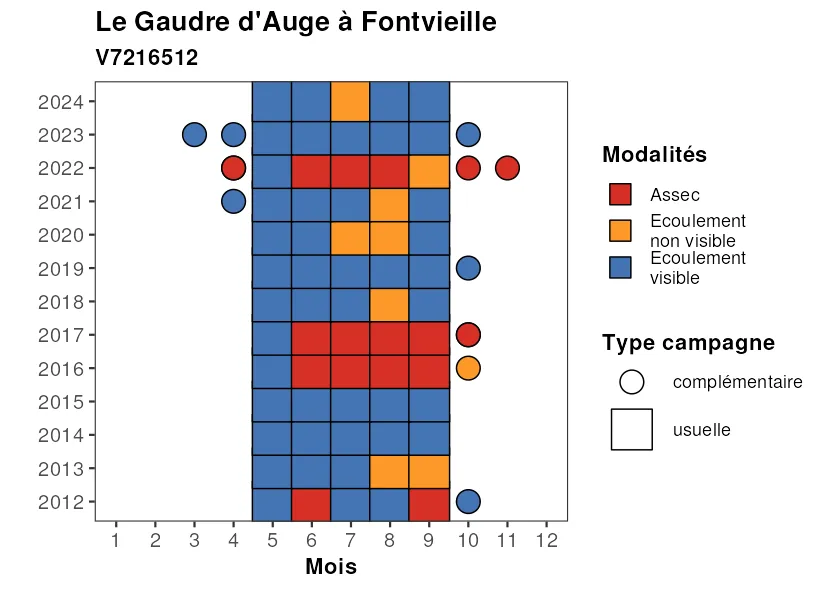 Le Gaudre d'Auge à Fontvieille
V7216512
2024
2023
2022
2021
2020
2019
2018
2017
2016
2015
2014
2013
2012
1 2 3 4 5 6 7 8 9 10 11 12
Mois
Modalités
Assec
Ecoulement
non visible
Ecoulement
visible
Type campagne
complémentaire
usuelle